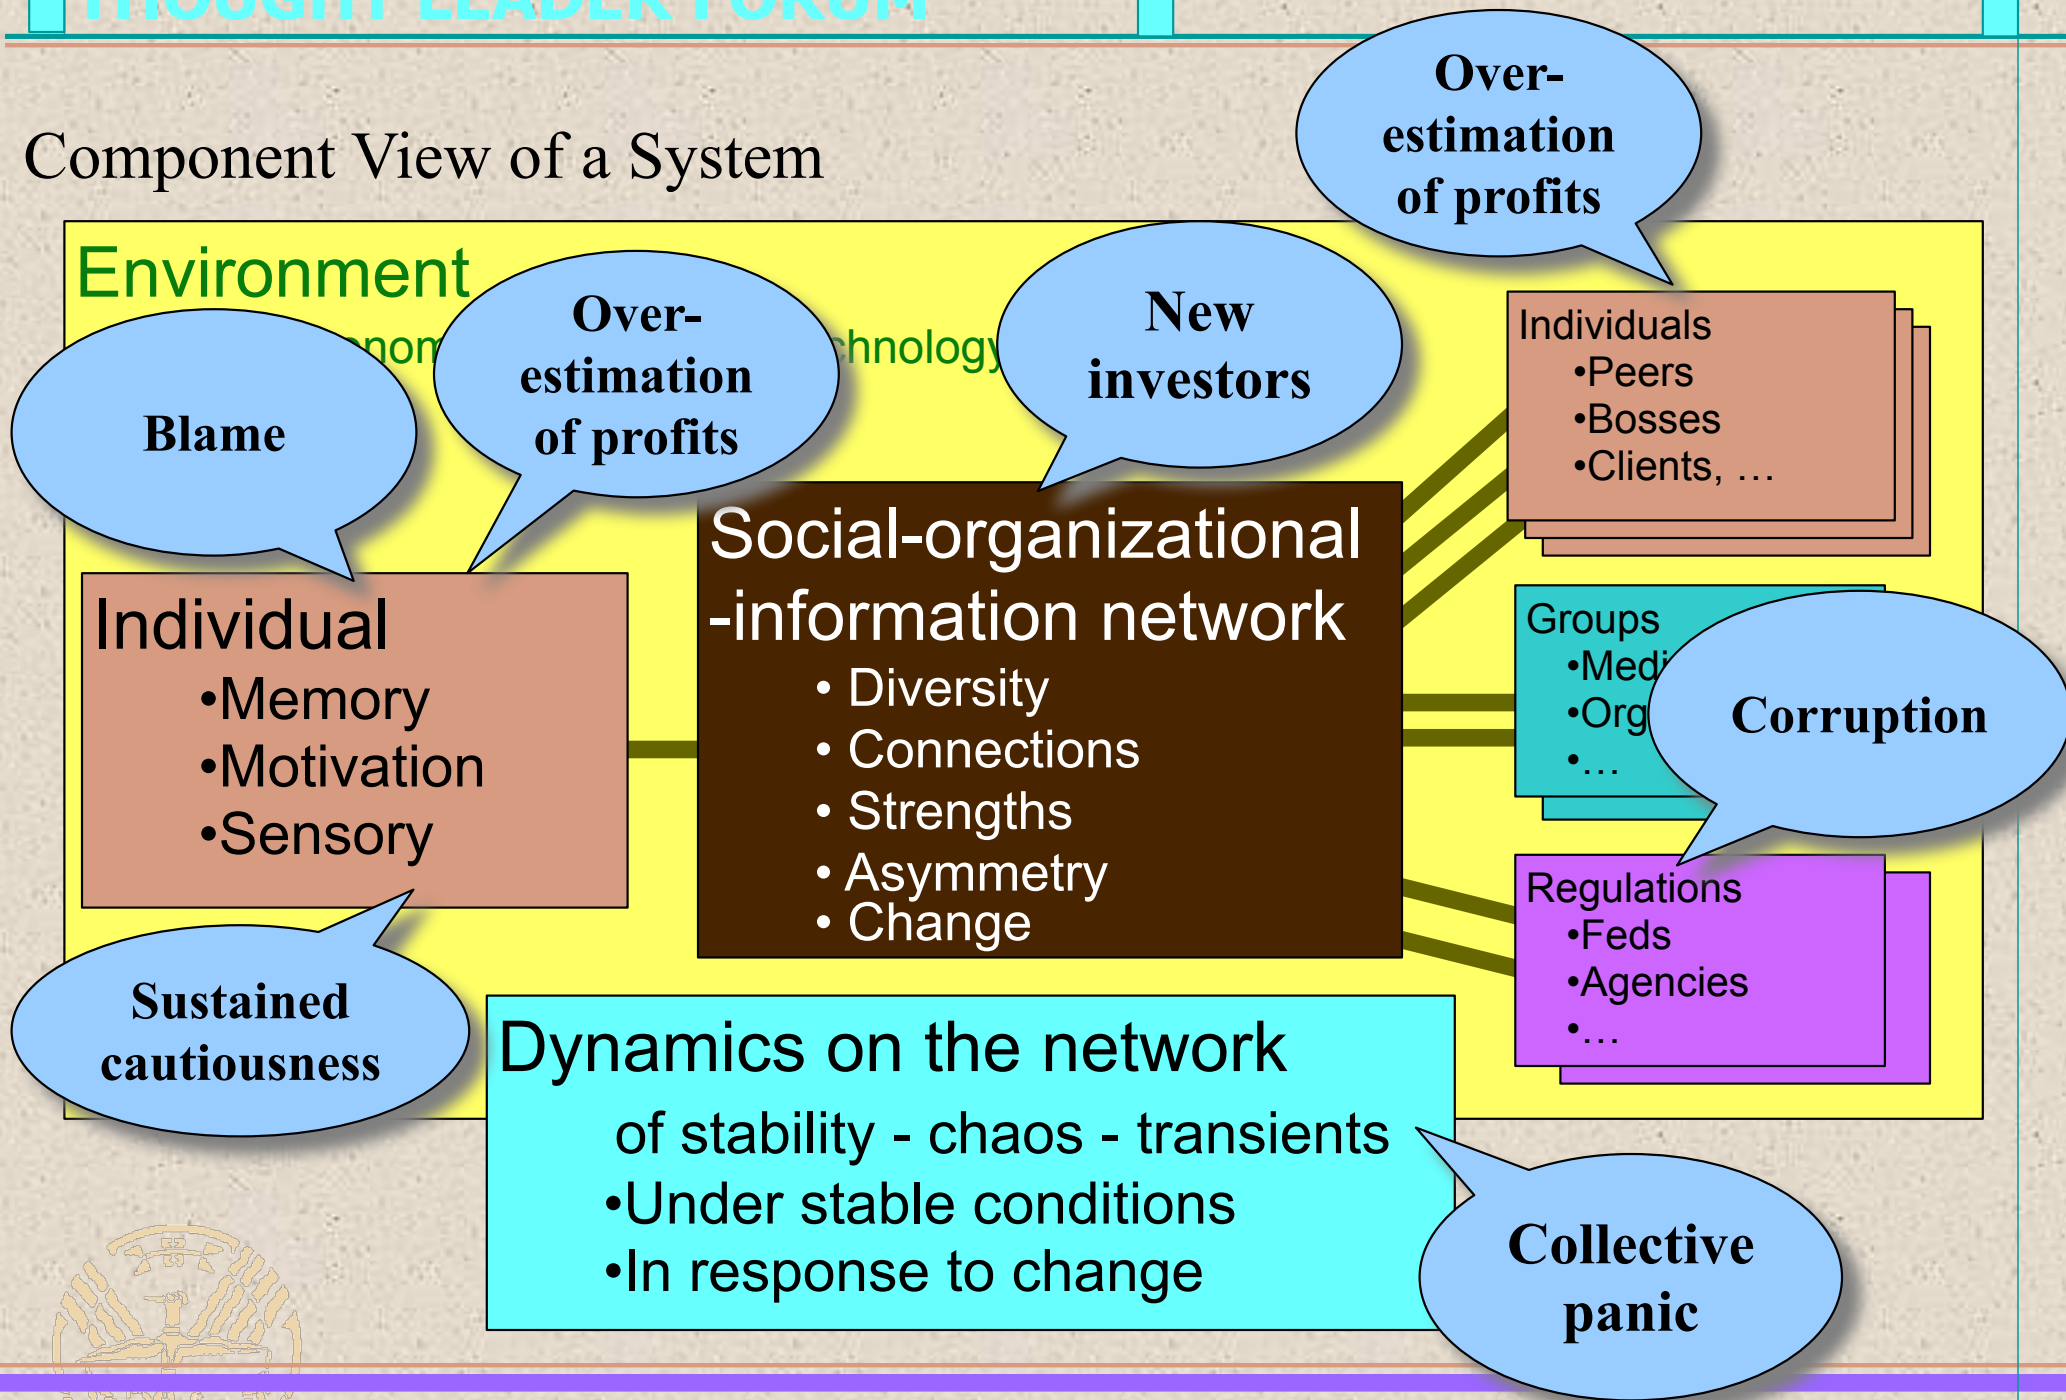 THOUGHT LEADER FORUM
Component View of a System
Over-
estimation
of profits
Environment
Over-
estimation
of profits
New
investors
Blame
Individuals
•Peers
•Bosses
•Clients, …
Individual
•Memory
•Motivation
•Sensory
Social-organizational
-information network
• Diversity
• Connections
• Strengths
• Asymmetry
• Change
Groups
•…
Corruption
Regulations
•Feds
•Agencies
•…
Sustained
cautiousness
Dynamics on the network
of stability - chaos - transients
•Under stable conditions
•In response to change
Collective
panic